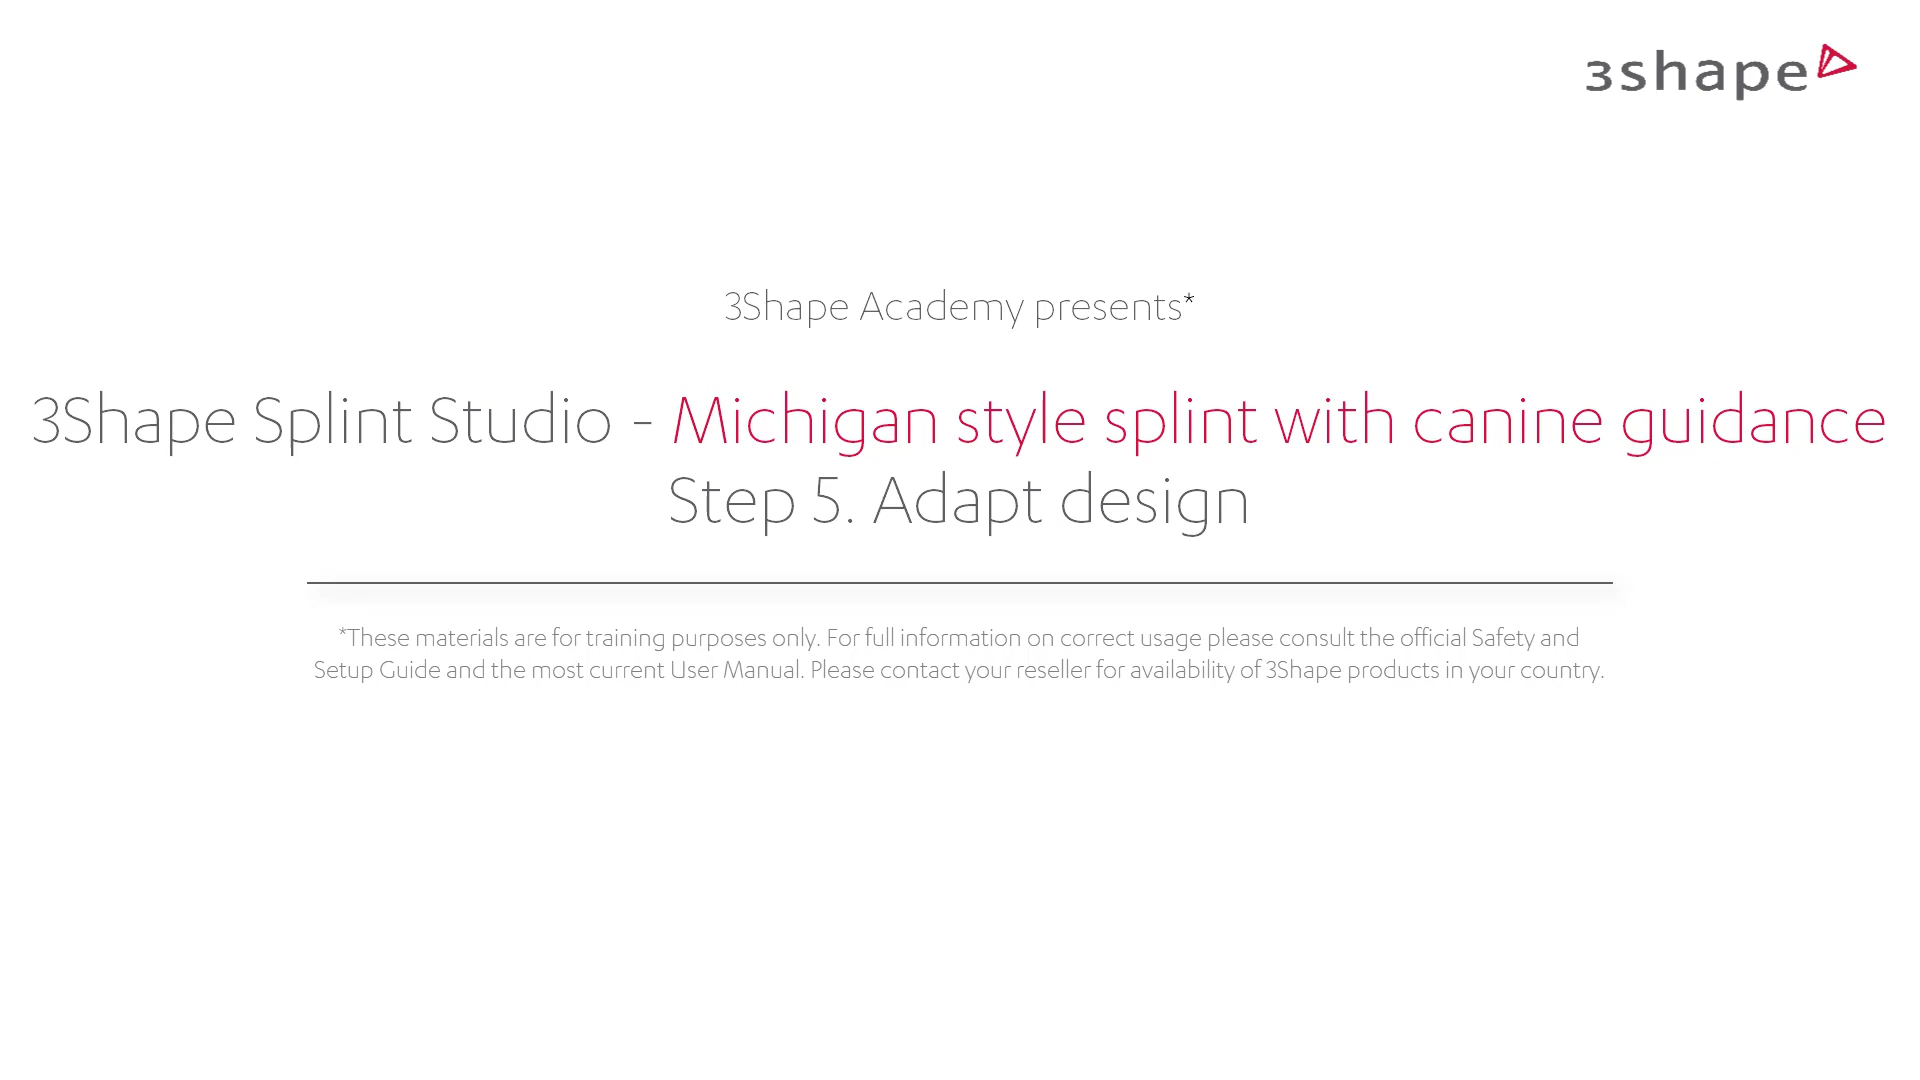 3shape
3Shape Academy presents*
3Shape Splint Studio - Michigan style splint with canine guidance
Step 5. Adapt design
*These materials are for training purposes only. For full information on correct usage please consult the official Safety and
Setup Guide and the most current User Manual. Please contact your reseller for availability of 3Shape products in your country.